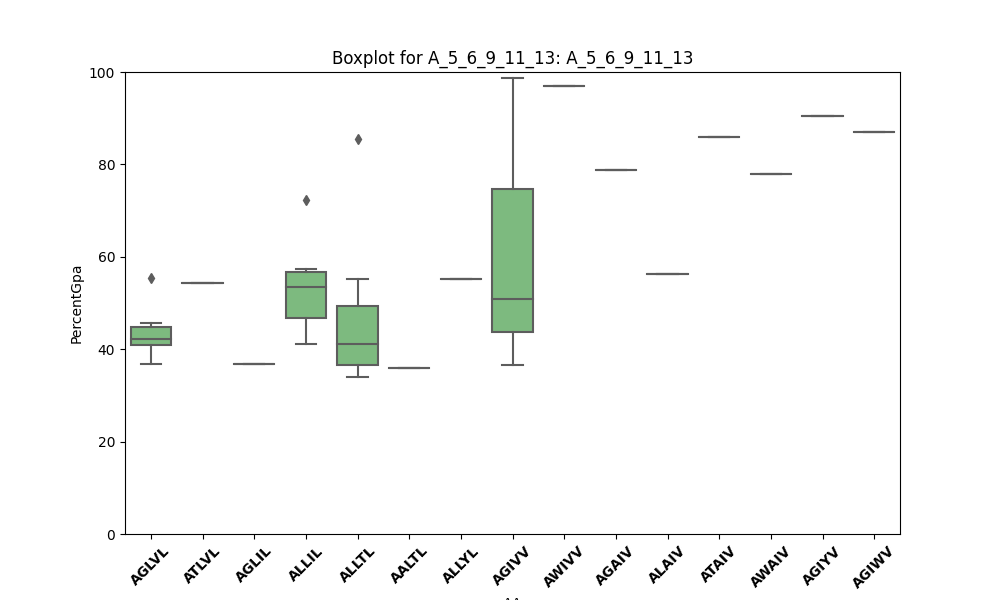 Boxplot for A_5_6_9_11_13: A_5_6_9_11_13
100
80
60
40
20
0
PercentGpa
AGLVL
ATLVL
AGLIL
ALLIL
ALLTL
AALTL
ALLYL
AGIVV
AWIVV
AGAIV
ALAIV
ATAIV
AWAIV
AGIYV
AGIWV